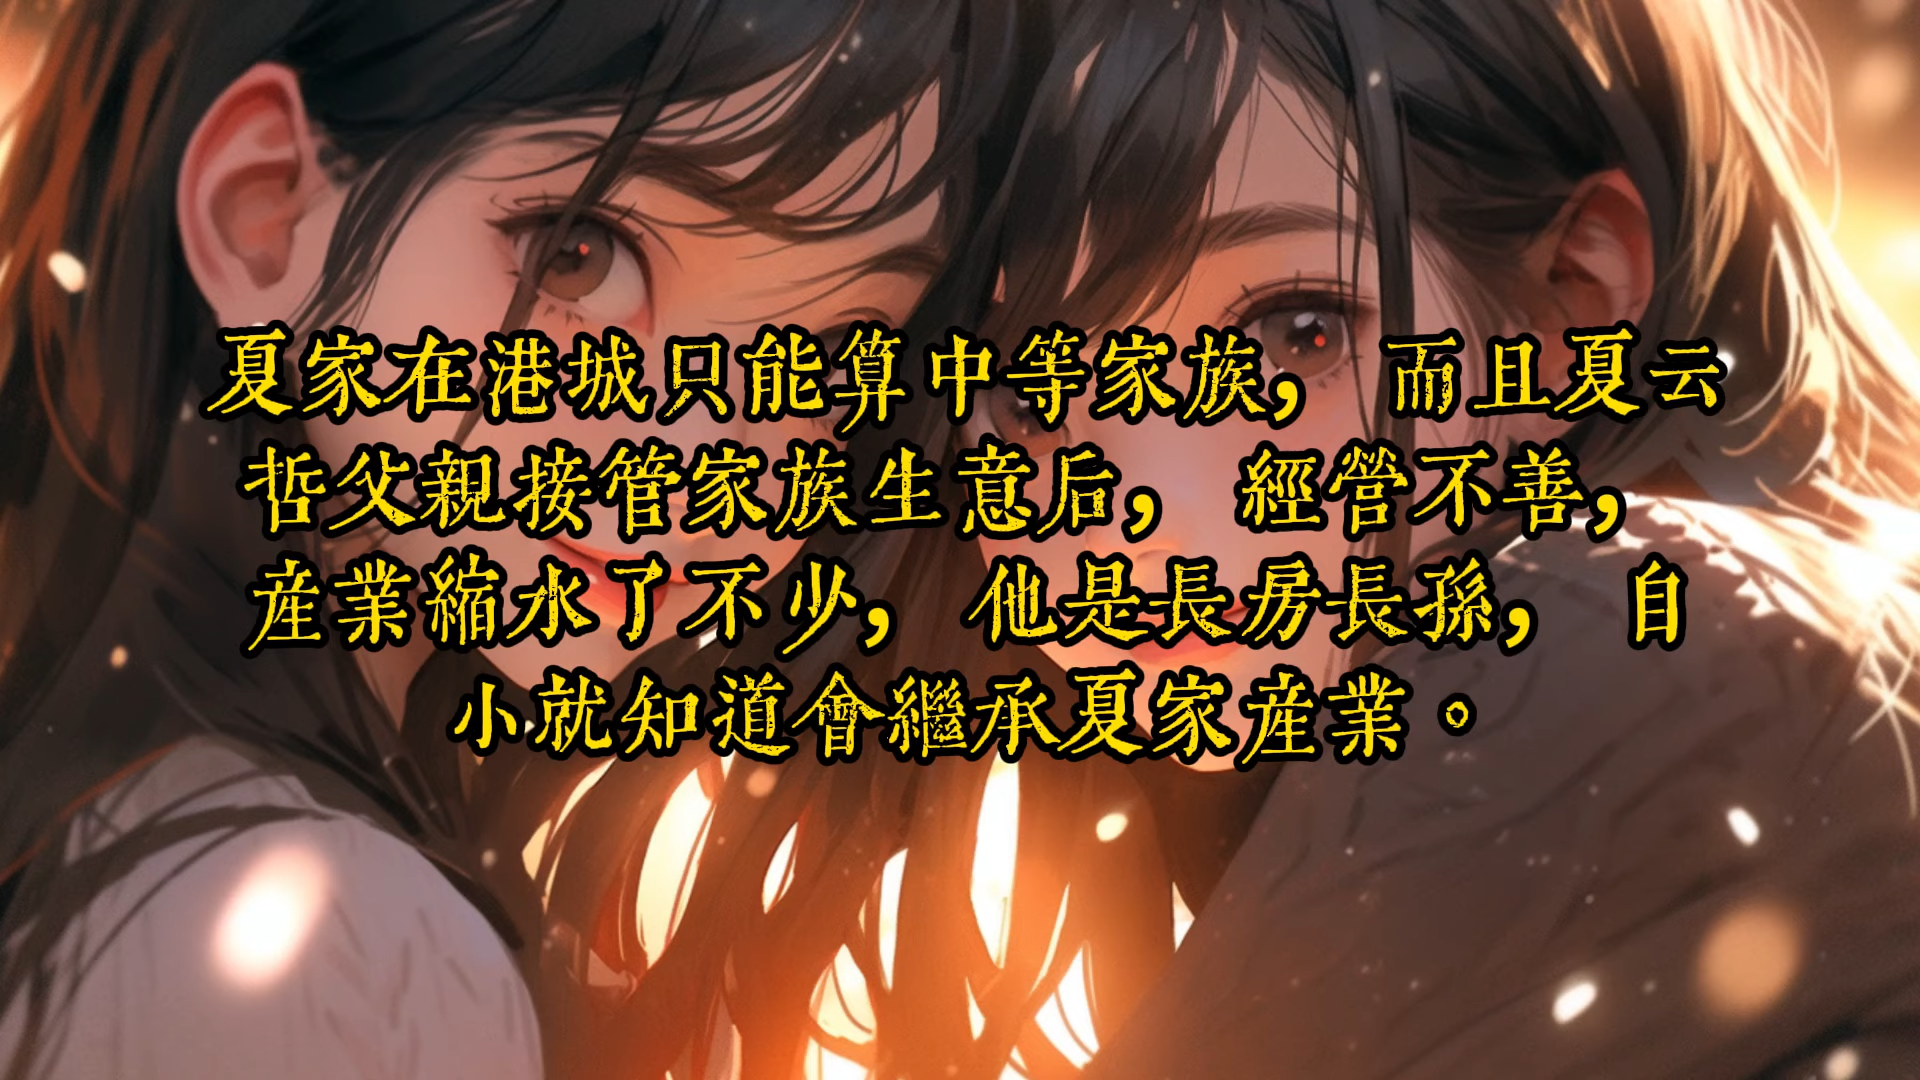 夏家在港城只能算中等家族，而且夏云
哲父親接管家族生意后，經營不善，
産業縮水了不少，他是長房長孫，自
小就知道會繼承夏家産業。